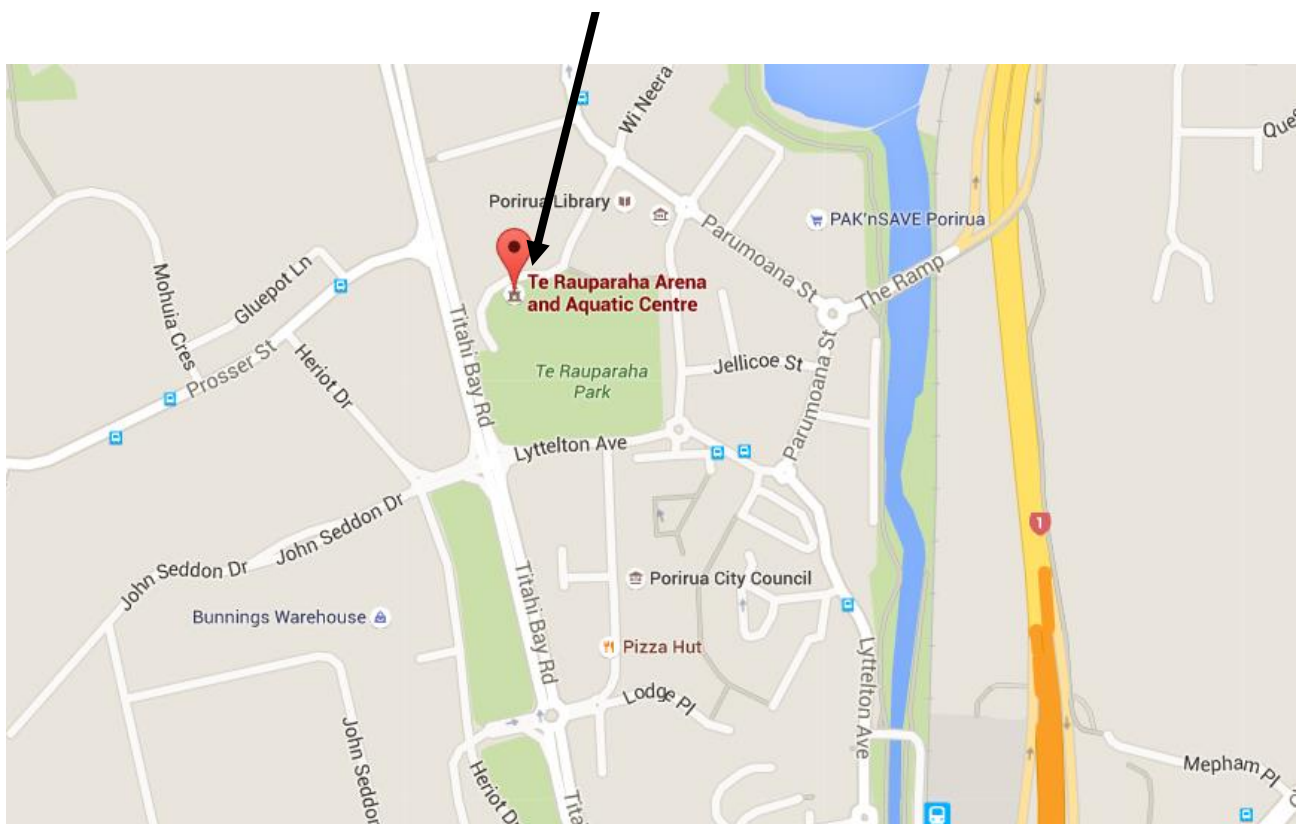 Wi Neera
Ques
Porirua Library
PAK'nSAVE Porirua
Parumoana St
The Ramp
Mohuia Cres
Gluepot Ln
Te Rauparaha Arena
and Aquatic Centre
Titahi Bay Rd
Prosser St
Heriot Dr
Te Rauparaha
Park
Jellicoe St
Parumoana St
Lyttelton Ave
John Seddon Dr
John Seddon Dr
1
Porirua City Council
Bunnings Warehouse
Titahi Bay Rd
Pizza Hut
Lyttelton Ave
Lodge Pl
John Seddon
Heriot D
Tita
Mepham Pl